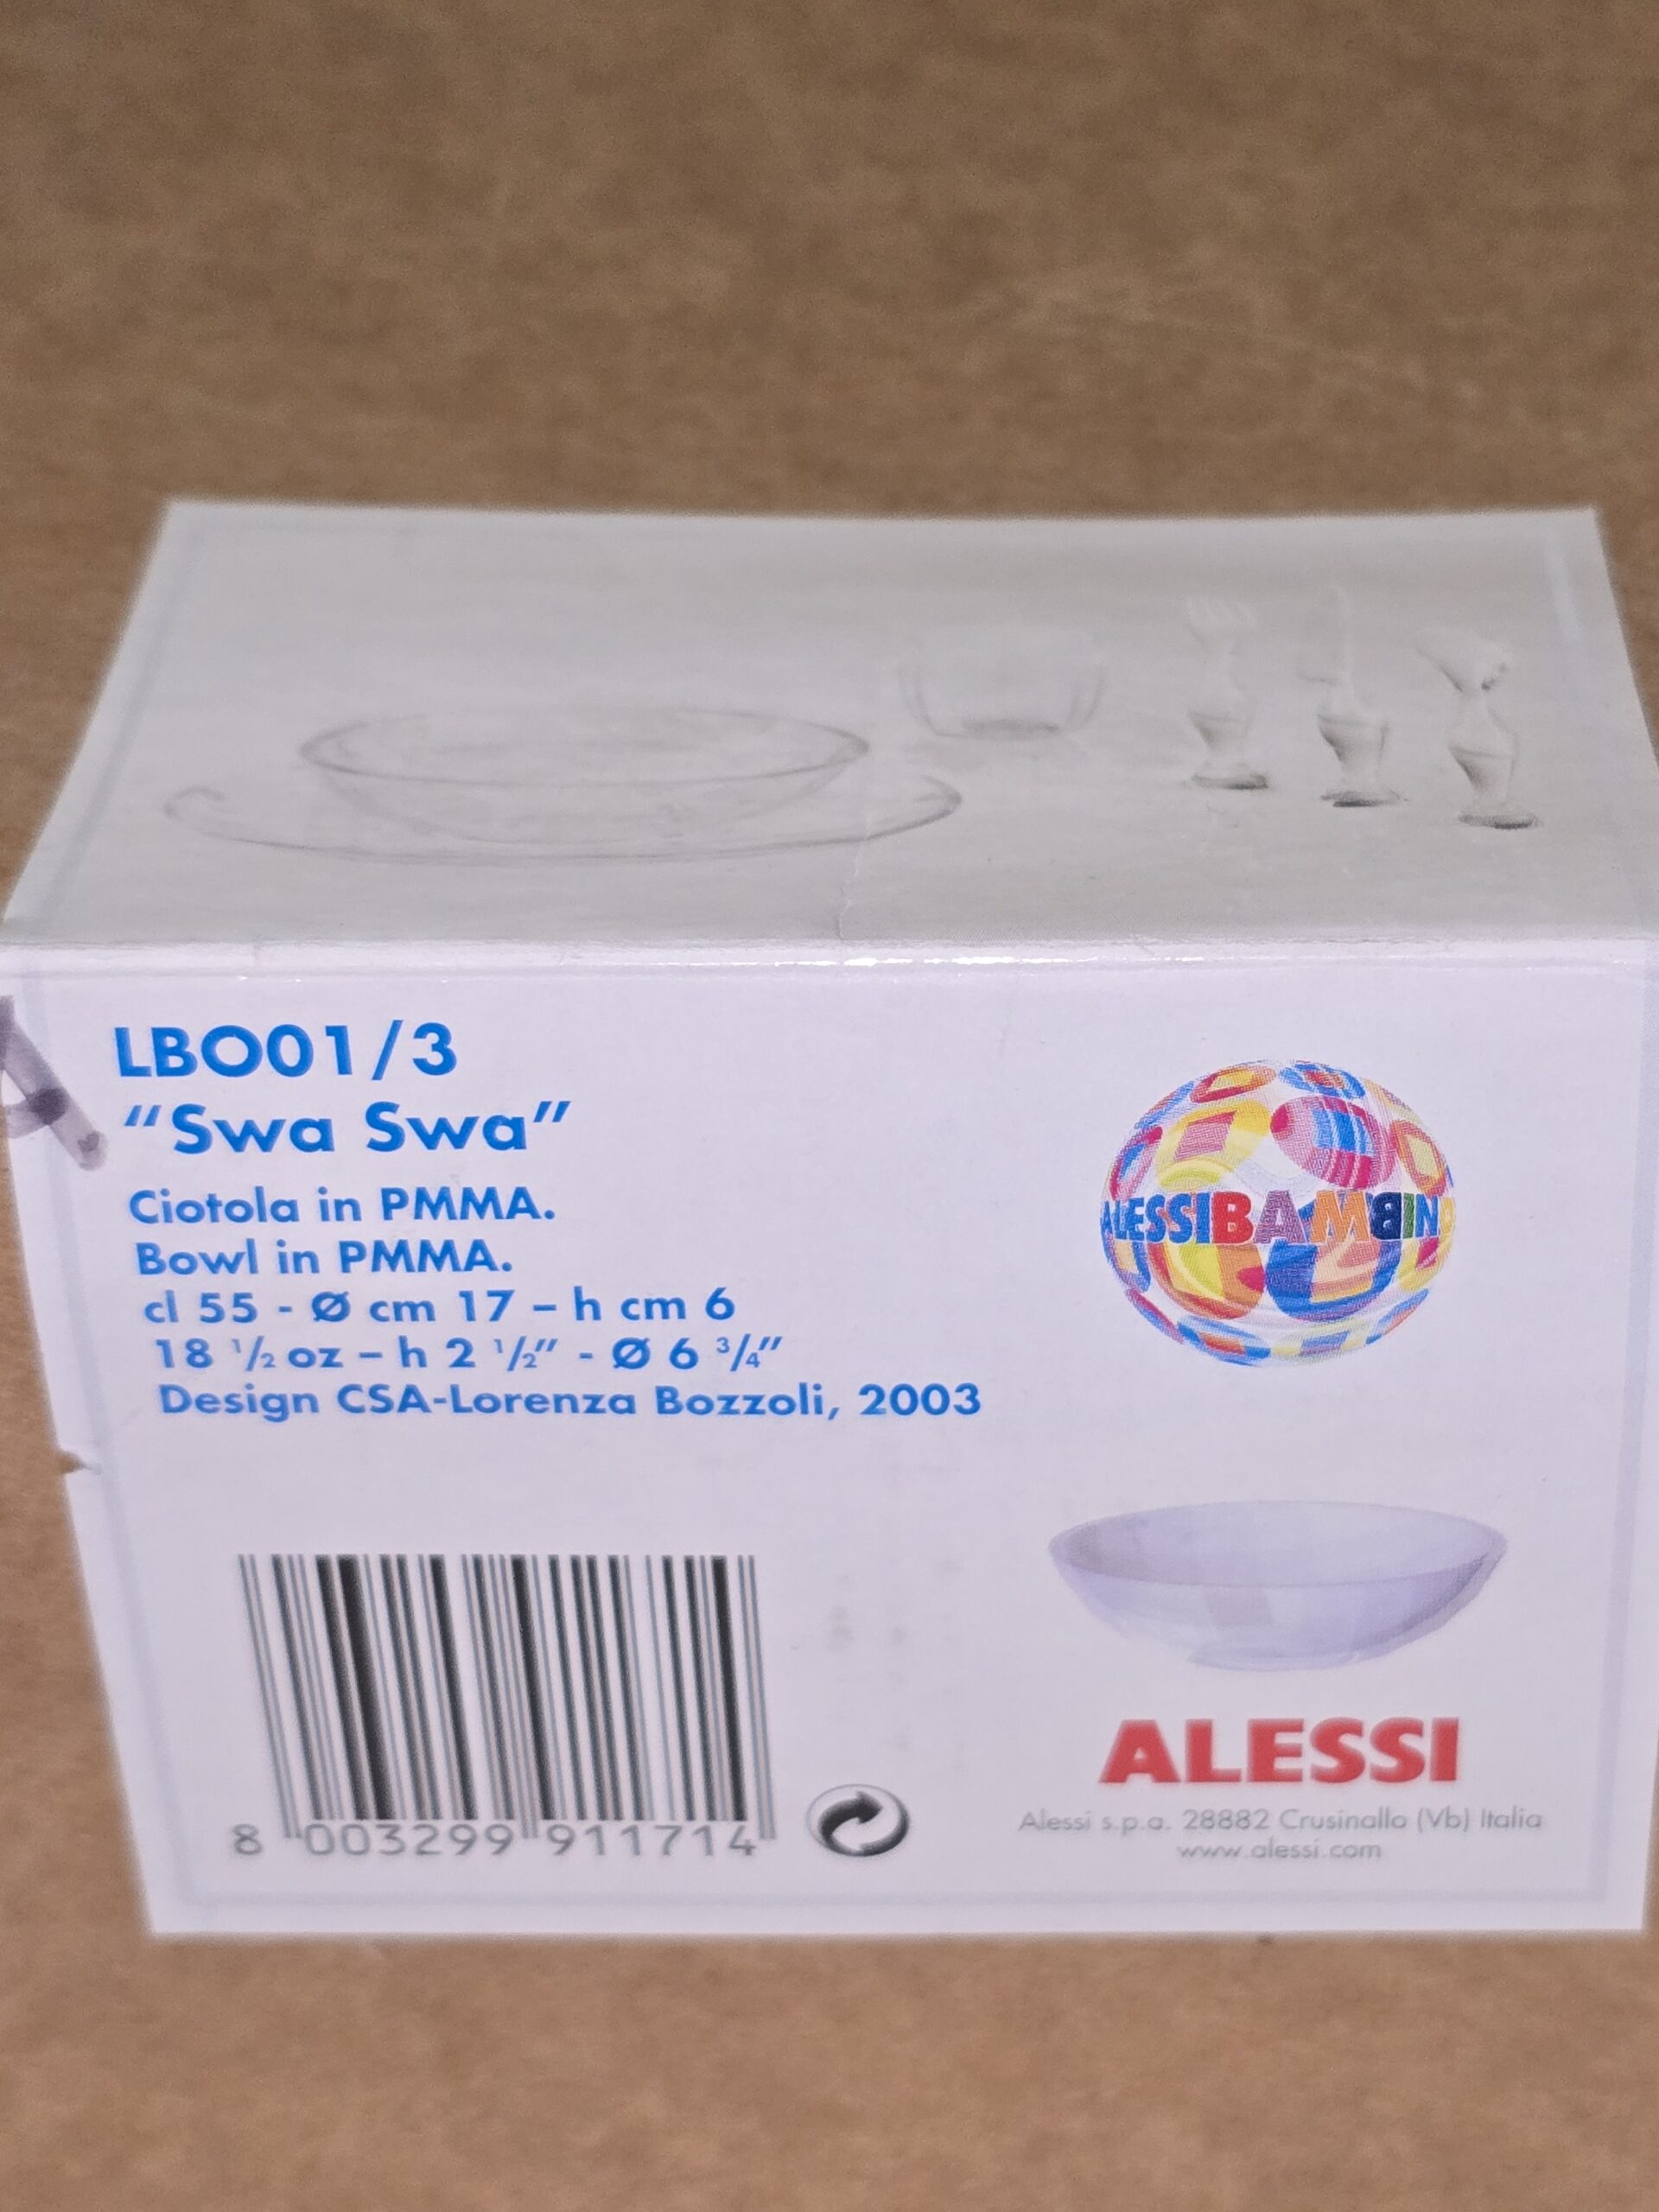 LBO01/3
"Swa Swa"
Ciotola in PMMA.
Bowl in PMMA.
cl 55 - Ø cm 17 – h cm 6
18 ½ oz – h 2 ½" - Ø 6 ¾"
Design CSA-Lorenza Bozzoli, 2003
ALESSIBAMBINO
8 003299 911714
ALESSI
Alessi s.p.a. 28882 Crusinallo (Vb) Italia
www.alessi.com